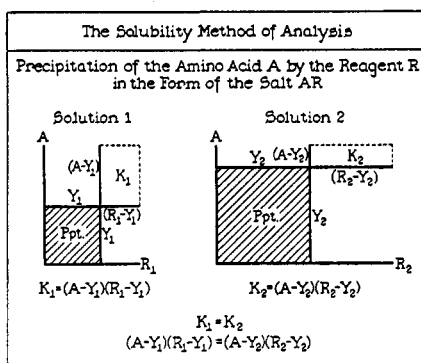 The Solubility Method of Analysis
Precipitation of the Amino Acid A by the Reagent R
in the Form of the Salt AR
Solution 1
Solution 2
A
(A-Y₁)
K₁
Y₁
(R₁-Y₁)
Ppt.
Y₁
R₁
K₁=(A-Y₁)(R₁-Y₁)
A
Y₂
(A-Y₂)
K₂
(R₂-Y₂)
Ppt.
Y₂
R₂
K₂=(A-Y₂)(R₂-Y₂)
K₁=K₂
(A-Y₁)(R₁-Y₁)=(A-Y₂)(R₂-Y₂)